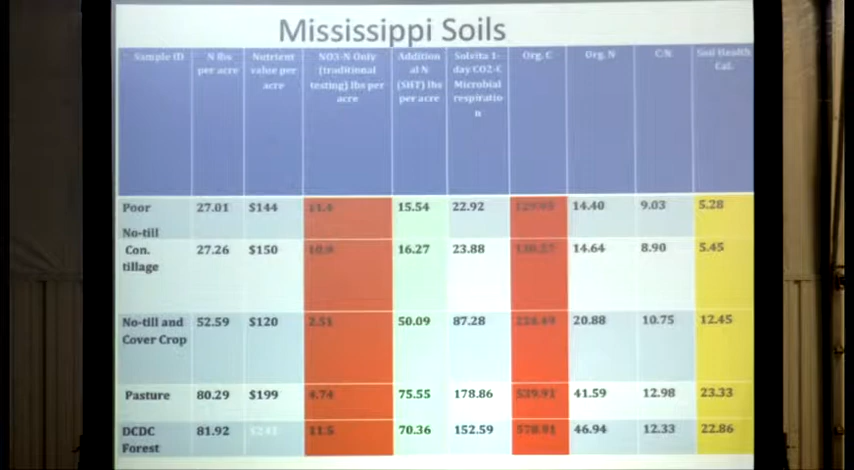 Mississippi Soils
Sample ID | N lbs per acre | Nutrient value per acre | NO3-N Only (traditional testing) lbs per acre | Additional N (SHT) lbs per acre | Solvita 1-day CO2-C Microbial respiration | Org. C | Org. N | C:N | Soil Health Cal.
Poor No-till | 27.01 | $144 | 15.54 | 22.92 | 14.40 | 9.03 | 5.28
Con. tillage | 27.26 | $150 | 10.9 | 16.27 | 23.88 | 14.64 | 8.90 | 5.45
No-till and Cover Crop | 52.59 | $120 | 2.51 | 50.09 | 87.28 | 20.88 | 10.75 | 12.45
Pasture | 80.29 | $199 | 4.74 | 75.55 | 178.86 | 539.91 | 41.59 | 12.98 | 23.33
DCDC Forest | 81.92 | 11.5 | 70.36 | 152.59 | 578.91 | 46.94 | 12.33 | 22.86